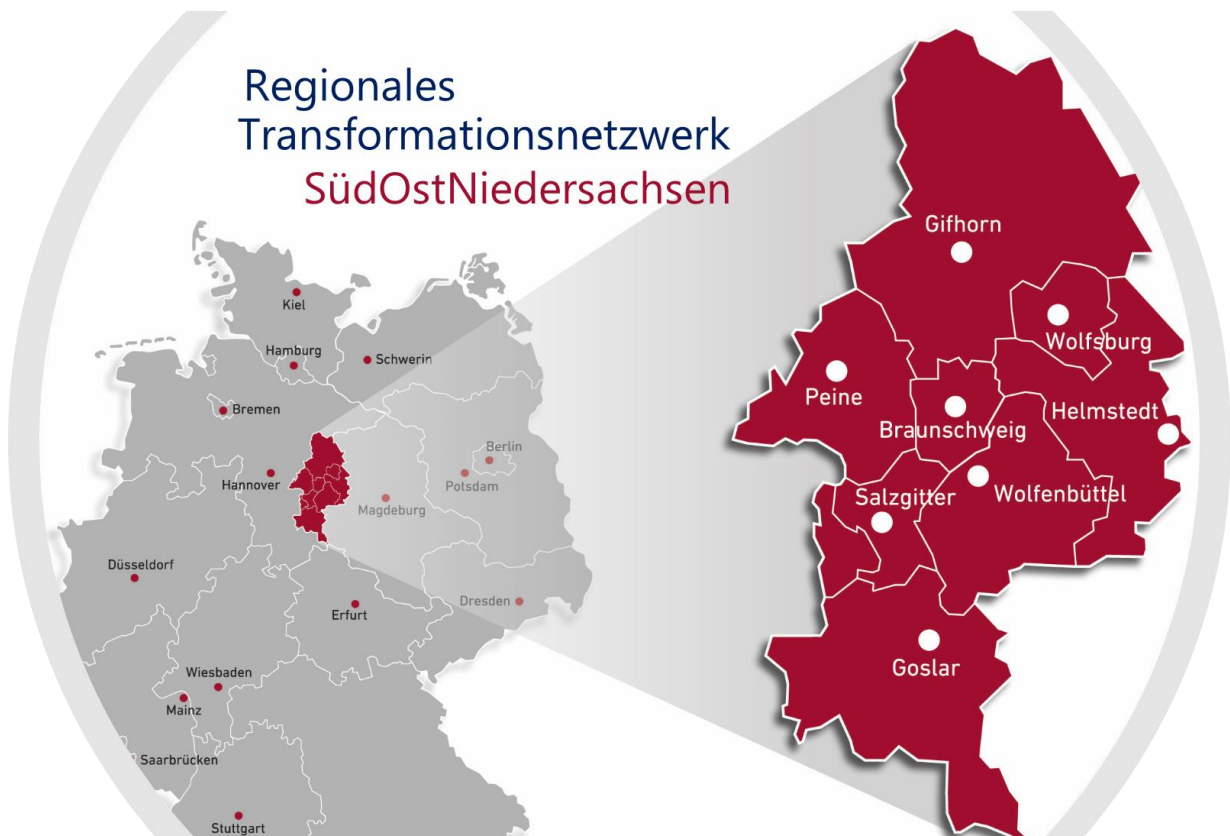 Regionales
Transformationsnetzwerk
SüdOstNiedersachsen
Kiel
Hamburg
Schwerin
Bremen
Berlin
Hannover
Potsdam
Magdeburg
Düsseldorf
Dresden
Erfurt
Wiesbaden
Mainz
Saarbrücken
Stuttgart
Gifhorn
Wolfsburg
Peine
Helmstedt
Braunschweig
Salzgitter
Wolfenbüttel
Goslar